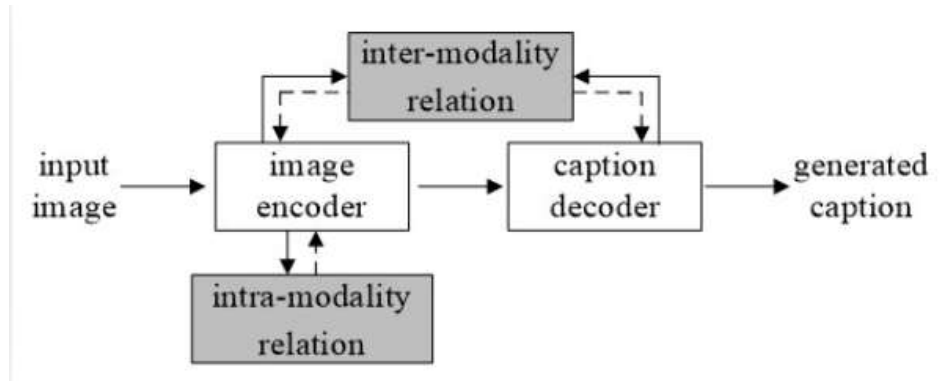 inter-modality
relation
input
image
image
encoder
caption
decoder
generated
caption
intra-modality
relation